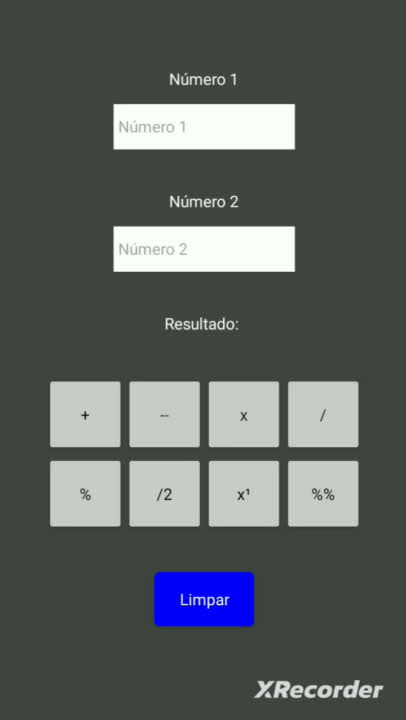 Número 1
Número 1
Número 2
Número 2
Resultado:
+ -- x /
% /2 x¹ %%
Limpar
XRecorder